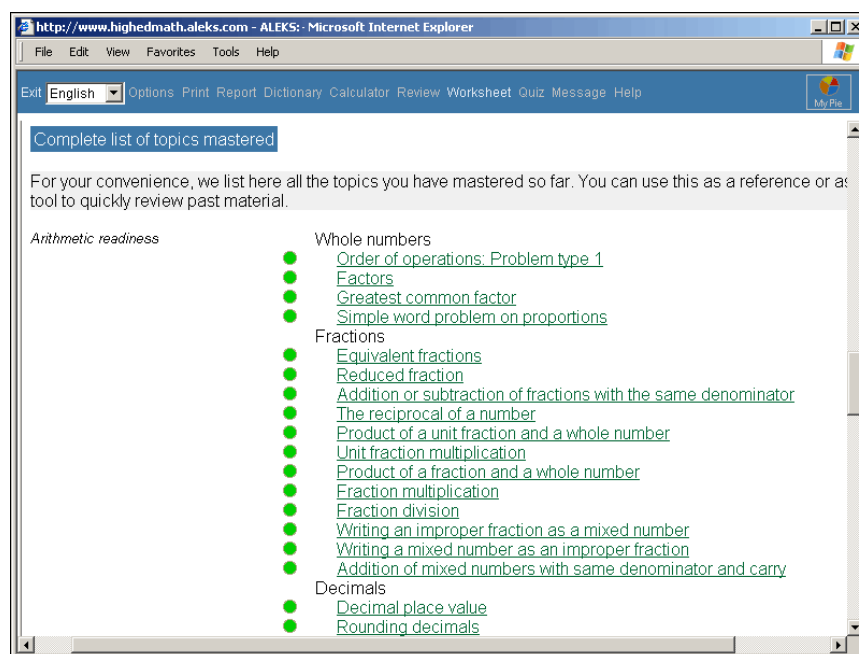 http://www.highedmath.aleks.com - ALEKS: - Microsoft Internet Explorer
File Edit View Favorites Tools Help
Exit English Options Print Report Dictionary Calculator Review Worksheet Quiz Message Help
My Pie
Complete list of topics mastered
For your convenience, we list here all the topics you have mastered so far. You can use this as a reference or as
tool to quickly review past material.
Arithmetic readiness
Whole numbers
Order of operations: Problem type 1
Factors
Greatest common factor
Simple word problem on proportions
Fractions
Equivalent fractions
Reduced fraction
Addition or subtraction of fractions with the same denominator
The reciprocal of a number
Product of a unit fraction and a whole number
Unit fraction multiplication
Product of a fraction and a whole number
Fraction multiplication
Fraction division
Writing an improper fraction as a mixed number
Writing a mixed number as an improper fraction
Addition of mixed numbers with same denominator and carry
Decimals
Decimal place value
Rounding decimals